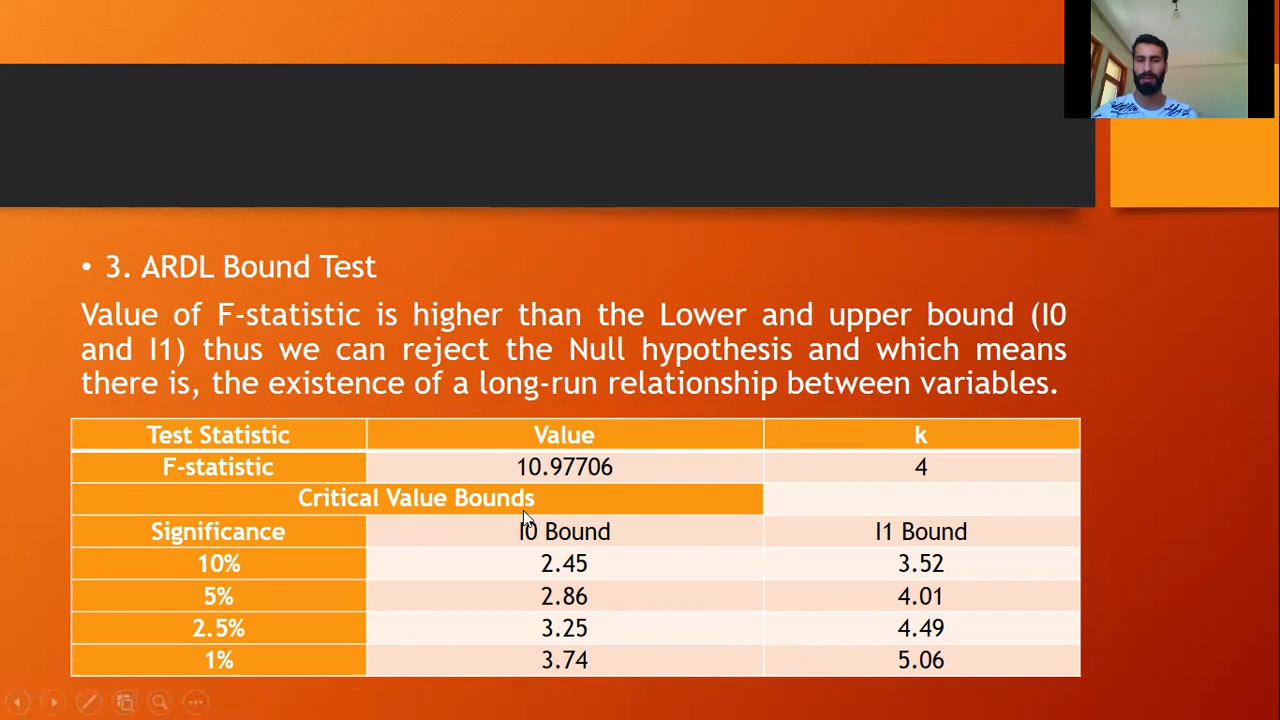 • 3. ARDL Bound Test
Value of F-statistic is higher than the Lower and upper bound (I0
and I1) thus we can reject the Null hypothesis and which means
there is, the existence of a long-run relationship between variables.
Test Statistic Value k
F-statistic 10.97706 4
Critical Value Bounds
Significance I0 Bound I1 Bound
10% 2.45 3.52
5% 2.86 4.01
2.5% 3.25 4.49
1% 3.74 5.06